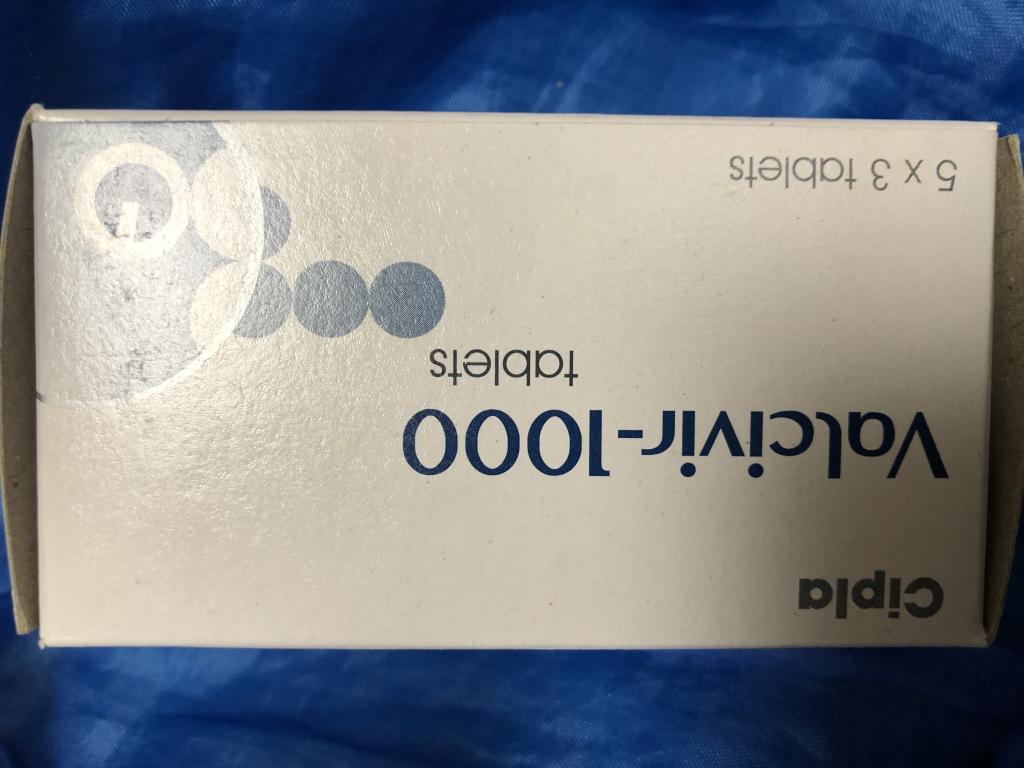 Cipla
Valcivir-1000
tablets
5 x 3 tablets